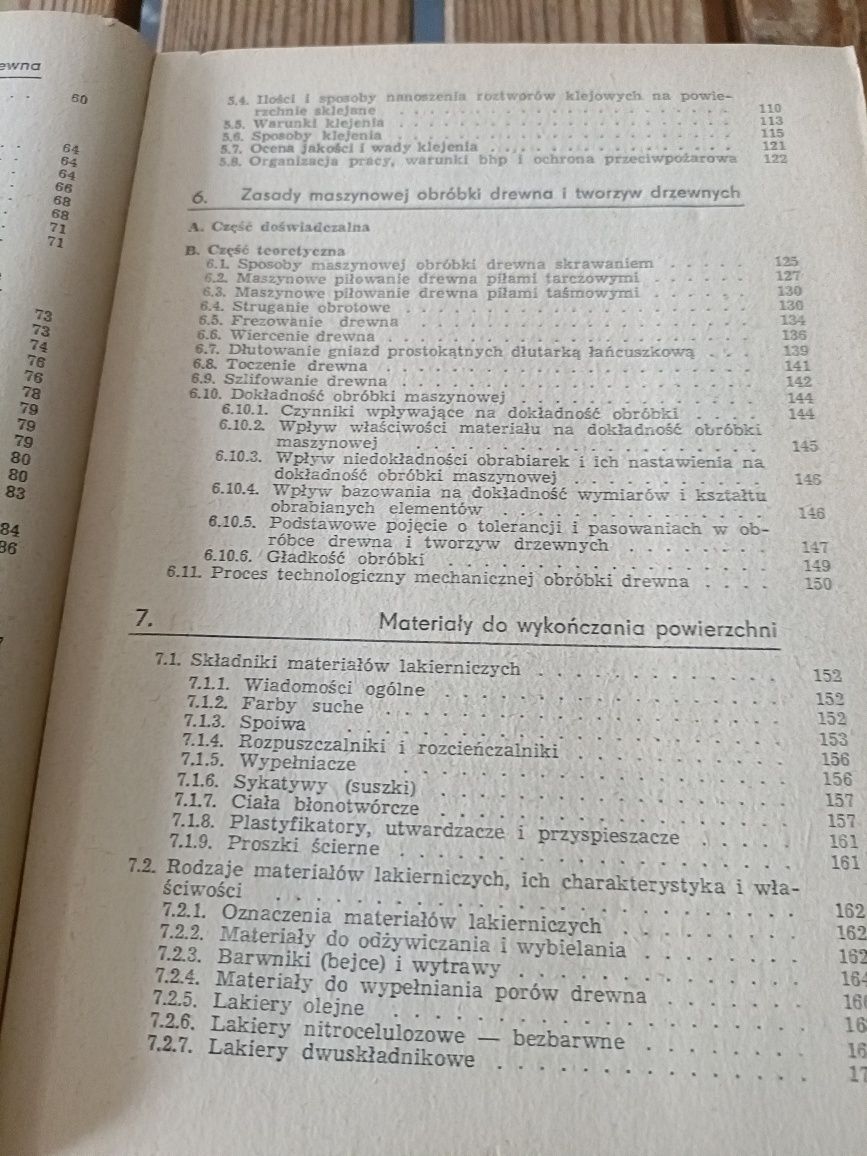 ewna
60
64
64
64
66
68
68
71
71
73
73
74
76
76
78
79
79
79
80
80
83
84
86
5.4. Ilości i sposoby nanoszenia roztworów klejowych na powie-
rzchnie sklejane . . . 110
5.5. Warunki klejenia . . . 113
5.6. Sposoby klejenia . . . 115
5.7. Ocena jakości i wady klejenia . . . 121
5.8. Organizacja pracy, warunki bhp i ochrona przeciwpożarowa 122
6. Zasady maszynowej obróbki drewna i tworzyw drzewnych
A. Część doświadczalna
B. Część teoretyczna
6.1. Sposoby maszynowej obróbki drewna skrawaniem . . . 125
6.2. Maszynowe piłowanie drewna piłami tarczowymi . . . 127
6.3. Maszynowe piłowanie drewna piłami taśmowymi . . . 130
6.4. Struganie obrotowe . . . 130
6.5. Frezowanie drewna . . . 134
6.6. Wiercenie drewna . . . 136
6.7. Dłutowanie gniazd prostokątnych dłutarką łańcuszkową . . . 139
6.8. Toczenie drewna . . . 141
6.9. Szlifowanie drewna . . . 142
6.10. Dokładność obróbki maszynowej . . . 144
6.10.1. Czynniki wpływające na dokładność obróbki . . . 144
6.10.2. Wpływ właściwości materiału na dokładność obróbki
maszynowej . . . 145
6.10.3. Wpływ niedokładności obrabiarek i ich nastawienia na
dokładność obróbki maszynowej . . . 146
6.10.4. Wpływ bazowania na dokładność wymiarów i kształtu
obrabianych elementów . . . 146
6.10.5. Podstawowe pojęcie o tolerancji i pasowaniach w ob-
róbce drewna i tworzyw drzewnych . . . 147
6.10.6. Gładkość obróbki . . . 149
6.11. Proces technologiczny mechanicznej obróbki drewna . . . 150
7. Materiały do wykończania powierzchni
7.1. Składniki materiałów lakierniczych . . . 152
7.1.1. Wiadomości ogólne . . . 152
7.1.2. Farby suche . . . 152
7.1.3. Spoiwa . . . 153
7.1.4. Rozpuszczalniki i rozcieńczalniki . . . 156
7.1.5. Wypełniacze . . . 156
7.1.6. Sykatywy (suszki) . . . 157
7.1.7. Ciała błonotwórcze . . . 157
7.1.8. Plastyfikatory, utwardzacze i przyspieszacze . . . 161
7.1.9. Proszki ścierne . . . 161
7.2. Rodzaje materiałów lakierniczych, ich charakterystyka i wła-
ściwości . . . 162
7.2.1. Oznaczenia materiałów lakierniczych . . . 162
7.2.2. Materiały do odżywiczania i wybielania . . . 162
7.2.3. Barwniki (bejce) i wytrawy . . . 164
7.2.4. Materiały do wypełniania porów drewna . . . 16
7.2.5. Lakiery olejne . . . 16
7.2.6. Lakiery nitrocelulozowe — bezbarwne . . . 16
7.2.7. Lakiery dwuskładnikowe . . . 17